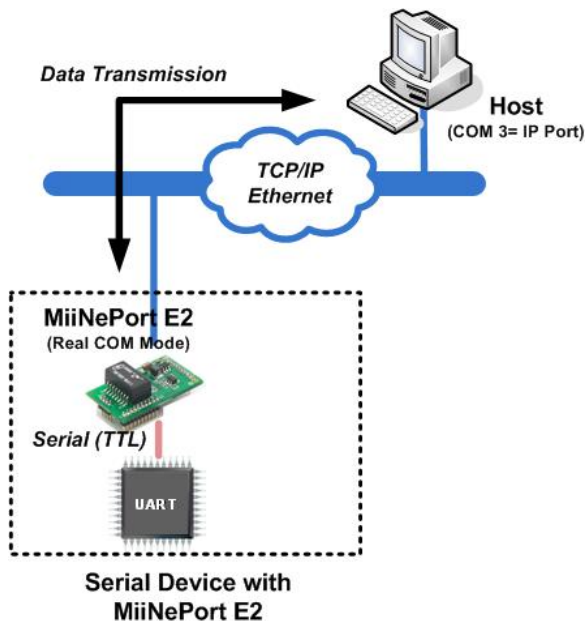 Data Transmission
Host
(COM 3= IP Port)
TCP/IP
Ethernet
MiiNePort E2
(Real COM Mode)
Serial (TTL)
UART
Serial Device with
MiiNePort E2